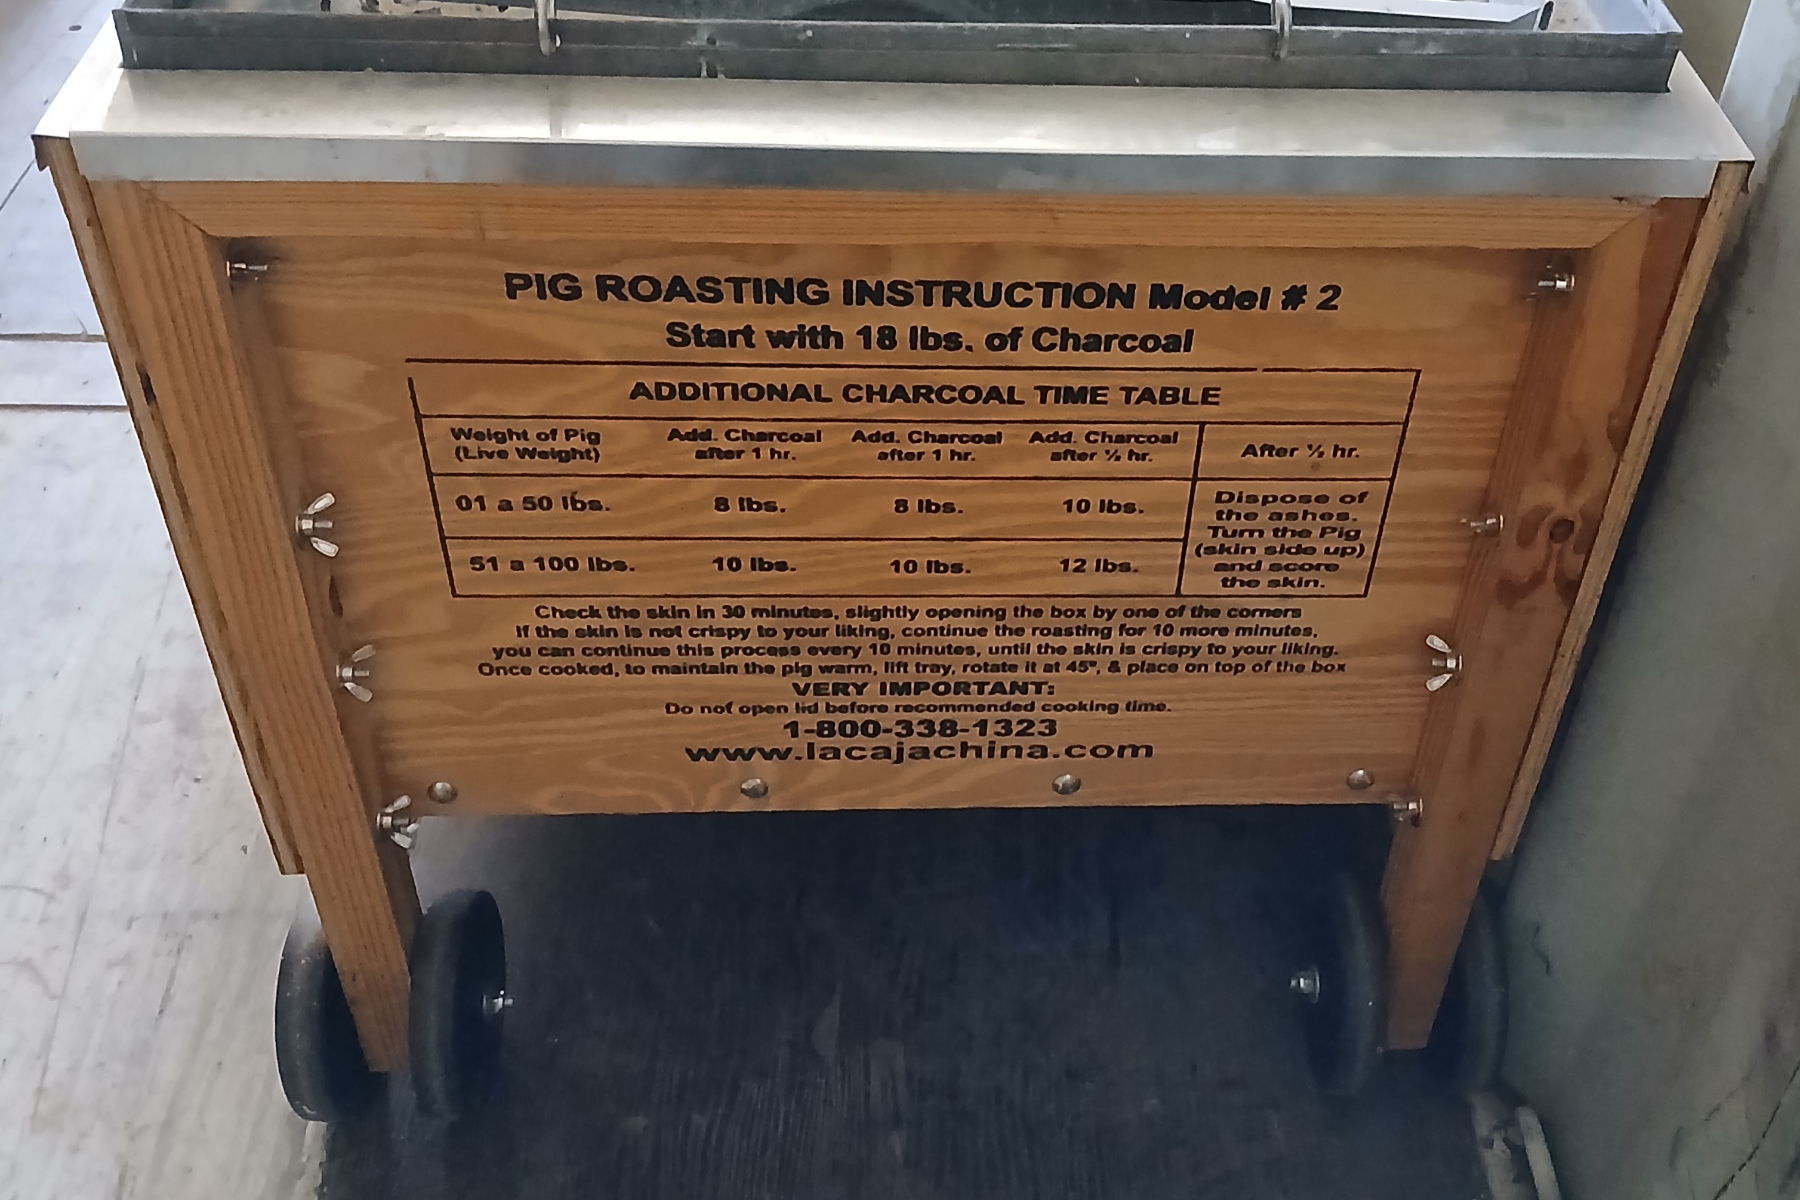 PIG ROASTING INSTRUCTION Model # 2
Start with 18 lbs. of Charcoal
ADDITIONAL CHARCOAL TIME TABLE
Weight of Pig (Live Weight) Add. Charcoal after 1 hr. Add. Charcoal after 1 hr. Add. Charcoal after ½ hr. After ½ hr.
01 a 50 lbs. 8 lbs. 8 lbs. 10 lbs.
51 a 100 lbs. 10 lbs. 10 lbs. 12 lbs.
Dispose of
the ashes.
Turn the Pig
(skin side up)
and score
the skin.
Check the skin in 30 minutes, slightly opening the box by one of the corners
If the skin is not crispy to your liking, continue the roasting for 10 more minutes,
you can continue this process every 10 minutes, until the skin is crispy to your liking.
Once cooked, to maintain the pig warm, lift tray, rotate it at 45º, & place on top of the box
VERY IMPORTANT:
Do not open lid before recommended cooking time.
1-800-338-1323
www.lacajachina.com